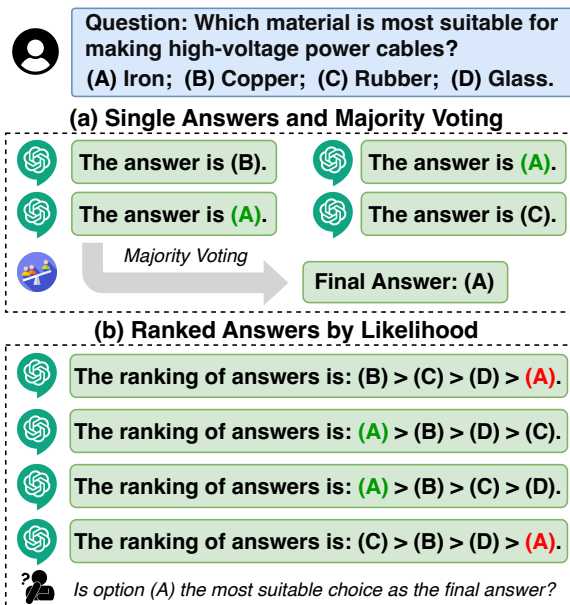 Question: Which material is most suitable for
making high-voltage power cables?
(A) Iron; (B) Copper; (C) Rubber; (D) Glass.
(a) Single Answers and Majority Voting
The answer is (B).
The answer is (A).
The answer is (A).
The answer is (C).
Majority Voting
Final Answer: (A)
(b) Ranked Answers by Likelihood
The ranking of answers is: (B) > (C) > (D) > (A).
The ranking of answers is: (A) > (B) > (D) > (C).
The ranking of answers is: (A) > (B) > (C) > (D).
The ranking of answers is: (C) > (B) > (D) > (A).
?
Is option (A) the most suitable choice as the final answer?